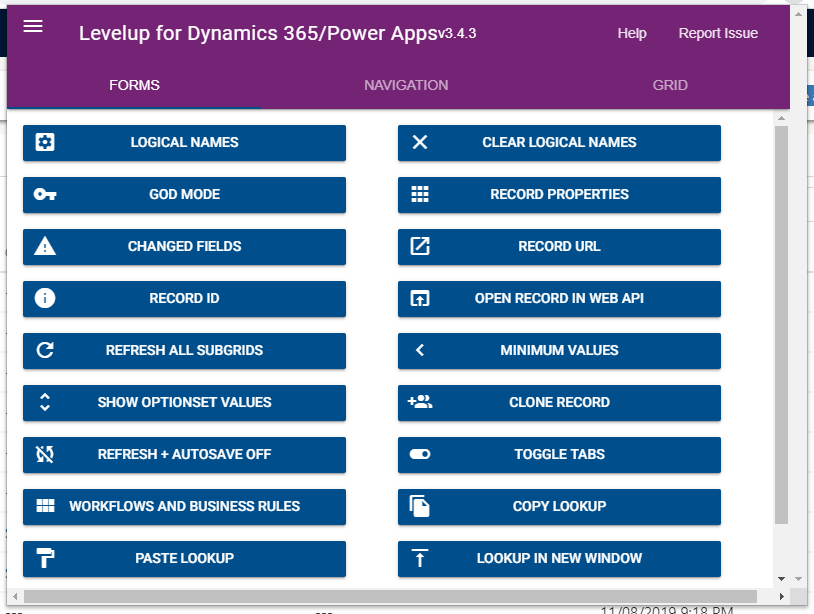 Levelup for Dynamics 365/Power Appsv3.4.3 Help Report Issue
FORMS NAVIGATION GRID
LOGICAL NAMES CLEAR LOGICAL NAMES
GOD MODE RECORD PROPERTIES
CHANGED FIELDS RECORD URL
RECORD ID OPEN RECORD IN WEB API
REFRESH ALL SUBGRIDS MINIMUM VALUES
SHOW OPTIONSET VALUES CLONE RECORD
REFRESH + AUTOSAVE OFF TOGGLE TABS
WORKFLOWS AND BUSINESS RULES COPY LOOKUP
PASTE LOOKUP LOOKUP IN NEW WINDOW
--- --- 11/08/2019 9:18 PM